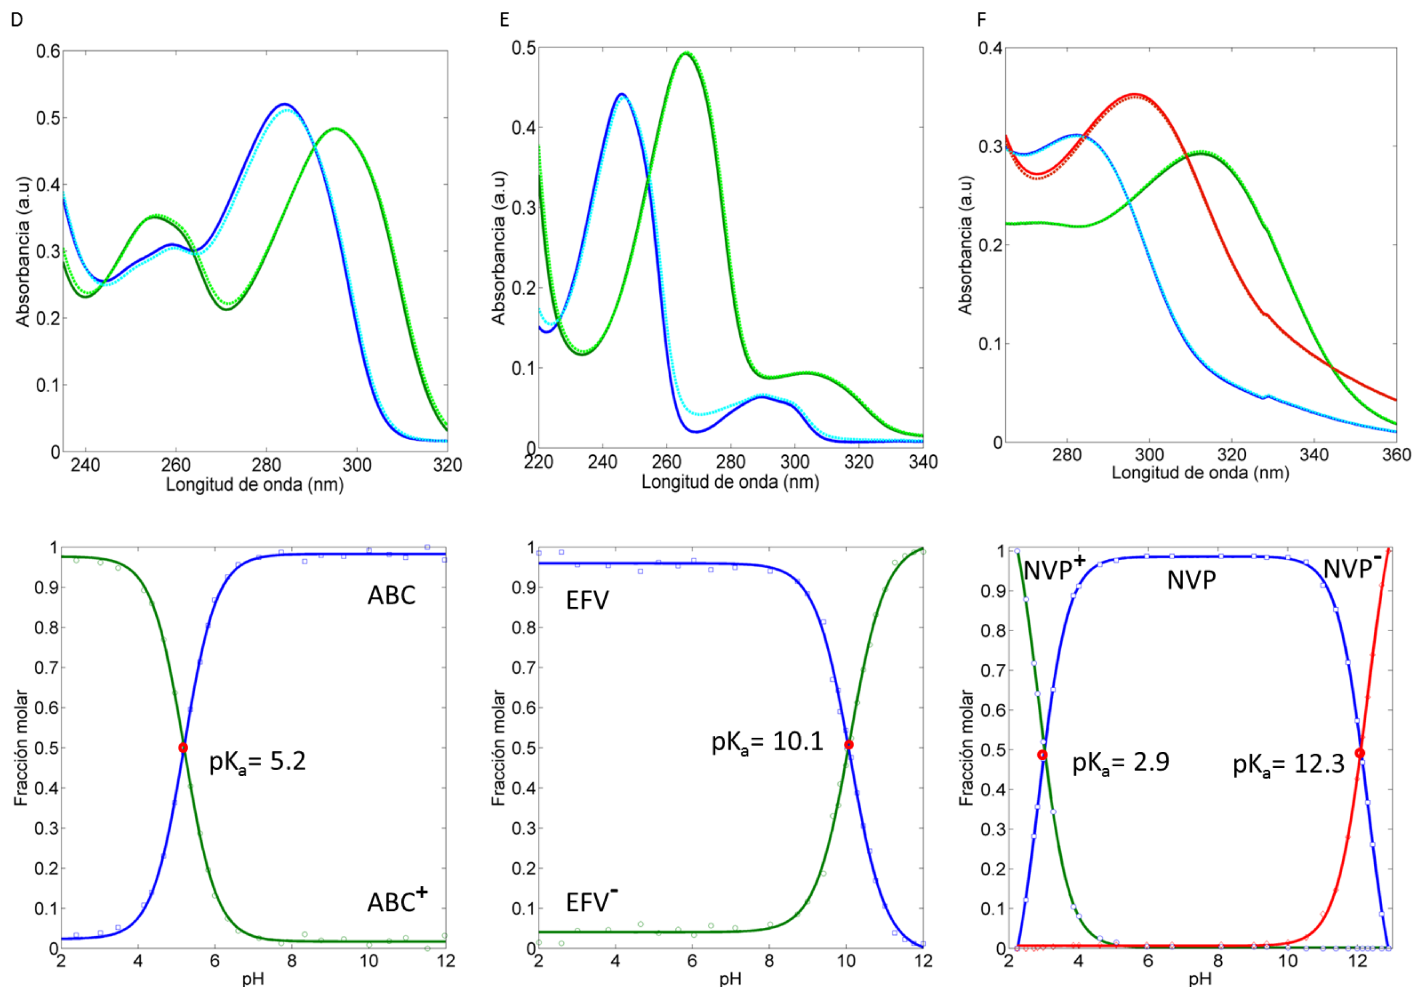 D
E
F
0.6
0.5
0.4
0.3
0.2
0.1
0
Absorbancia (a.u)
240 260 280 300 320
Longitud de onda (nm)
0.5
0.4
0.3
0.2
0.1
0
Absorbancia (a.u)
220 240 260 280 300 320 340
Longitud de onda (nm)
0.4
0.3
0.2
0.1
0
Absorbancia (a.u)
280 300 320 340 360
Longitud de onda (nm)
1
0.9
0.8
0.7
0.6
0.5
0.4
0.3
0.2
0.1
0
Fracción molar
ABC
pKa= 5.2
ABC+
2 4 6 8 10 12
pH
1
0.9
0.8
0.7
0.6
0.5
0.4
0.3
0.2
0.1
0
Fracción molar
EFV
pKa= 10.1
EFV-
2 4 6 8 10 12
pH
1
0.9
0.8
0.7
0.6
0.5
0.4
0.3
0.2
0.1
0
Fracción molar
NVP+ NVP NVP-
pKa= 2.9 pKa= 12.3
2 4 6 8 10 12
pH